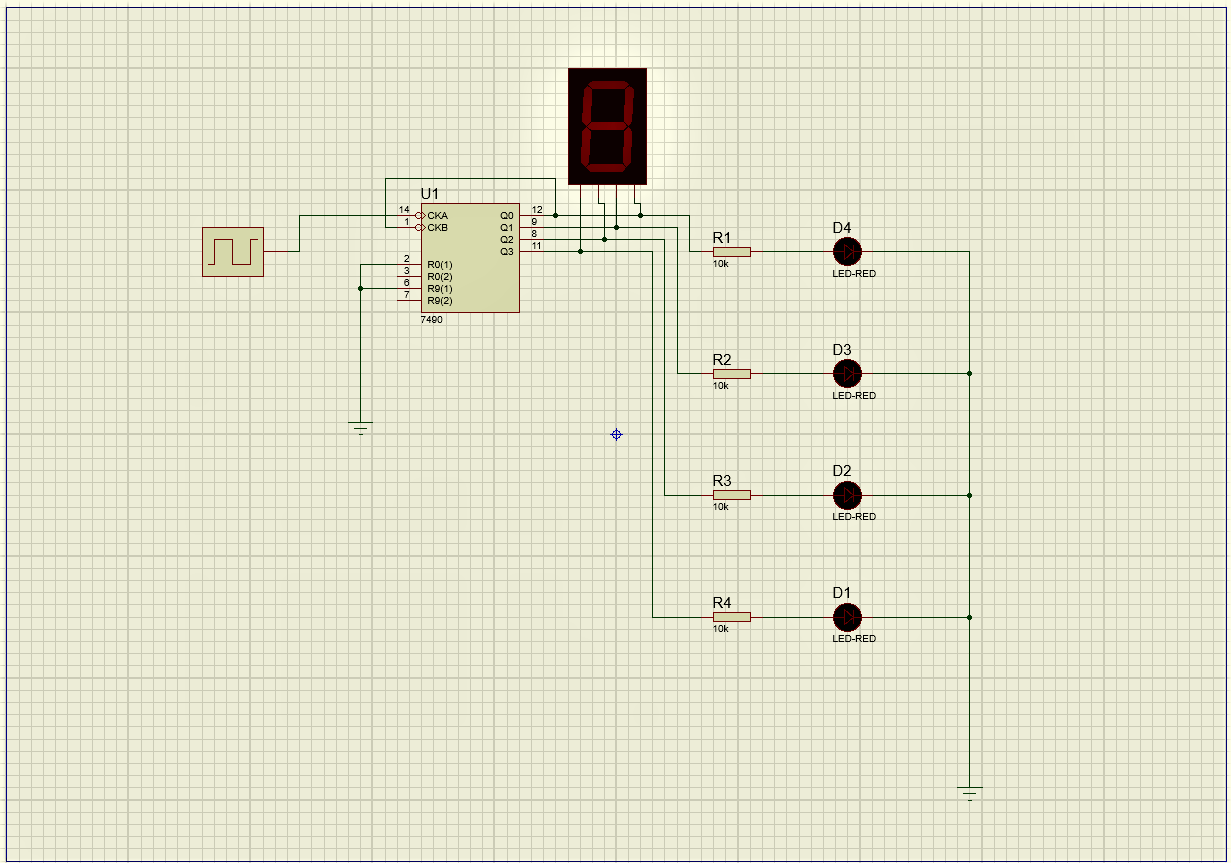 U1
14 CKA Q0 12
1 CKB Q1 9
Q2 8
Q3 11
2 R0(1)
3 R0(2)
6 R9(1)
7 R9(2)
7490
R1
10k
D4
LED-RED
R2
10k
D3
LED-RED
R3
10k
D2
LED-RED
R4
10k
D1
LED-RED